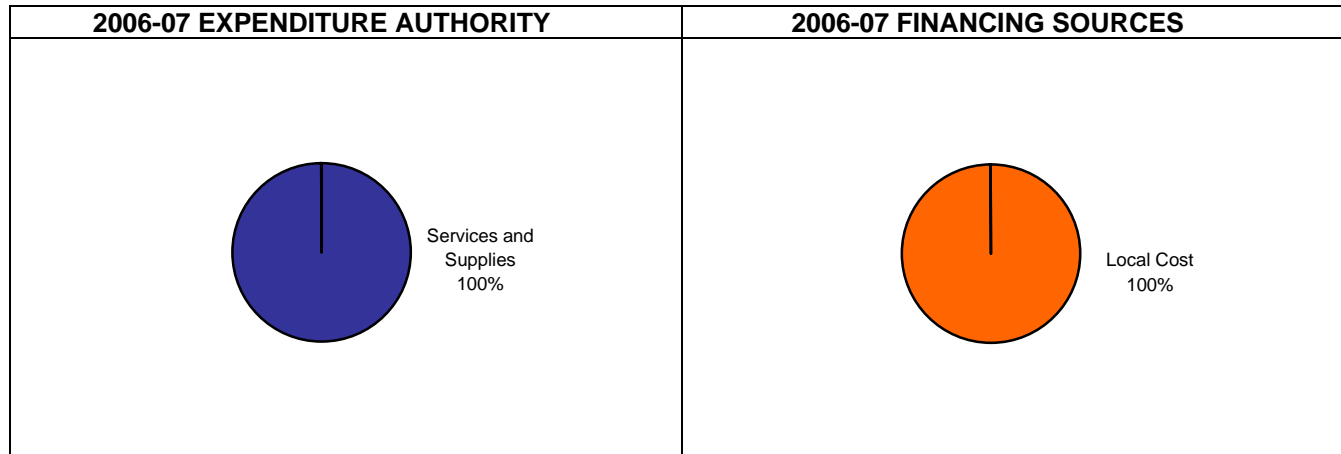 2006-07 EXPENDITURE AUTHORITY
2006-07 FINANCING SOURCES
Services and
Supplies
100%
Local Cost
100%